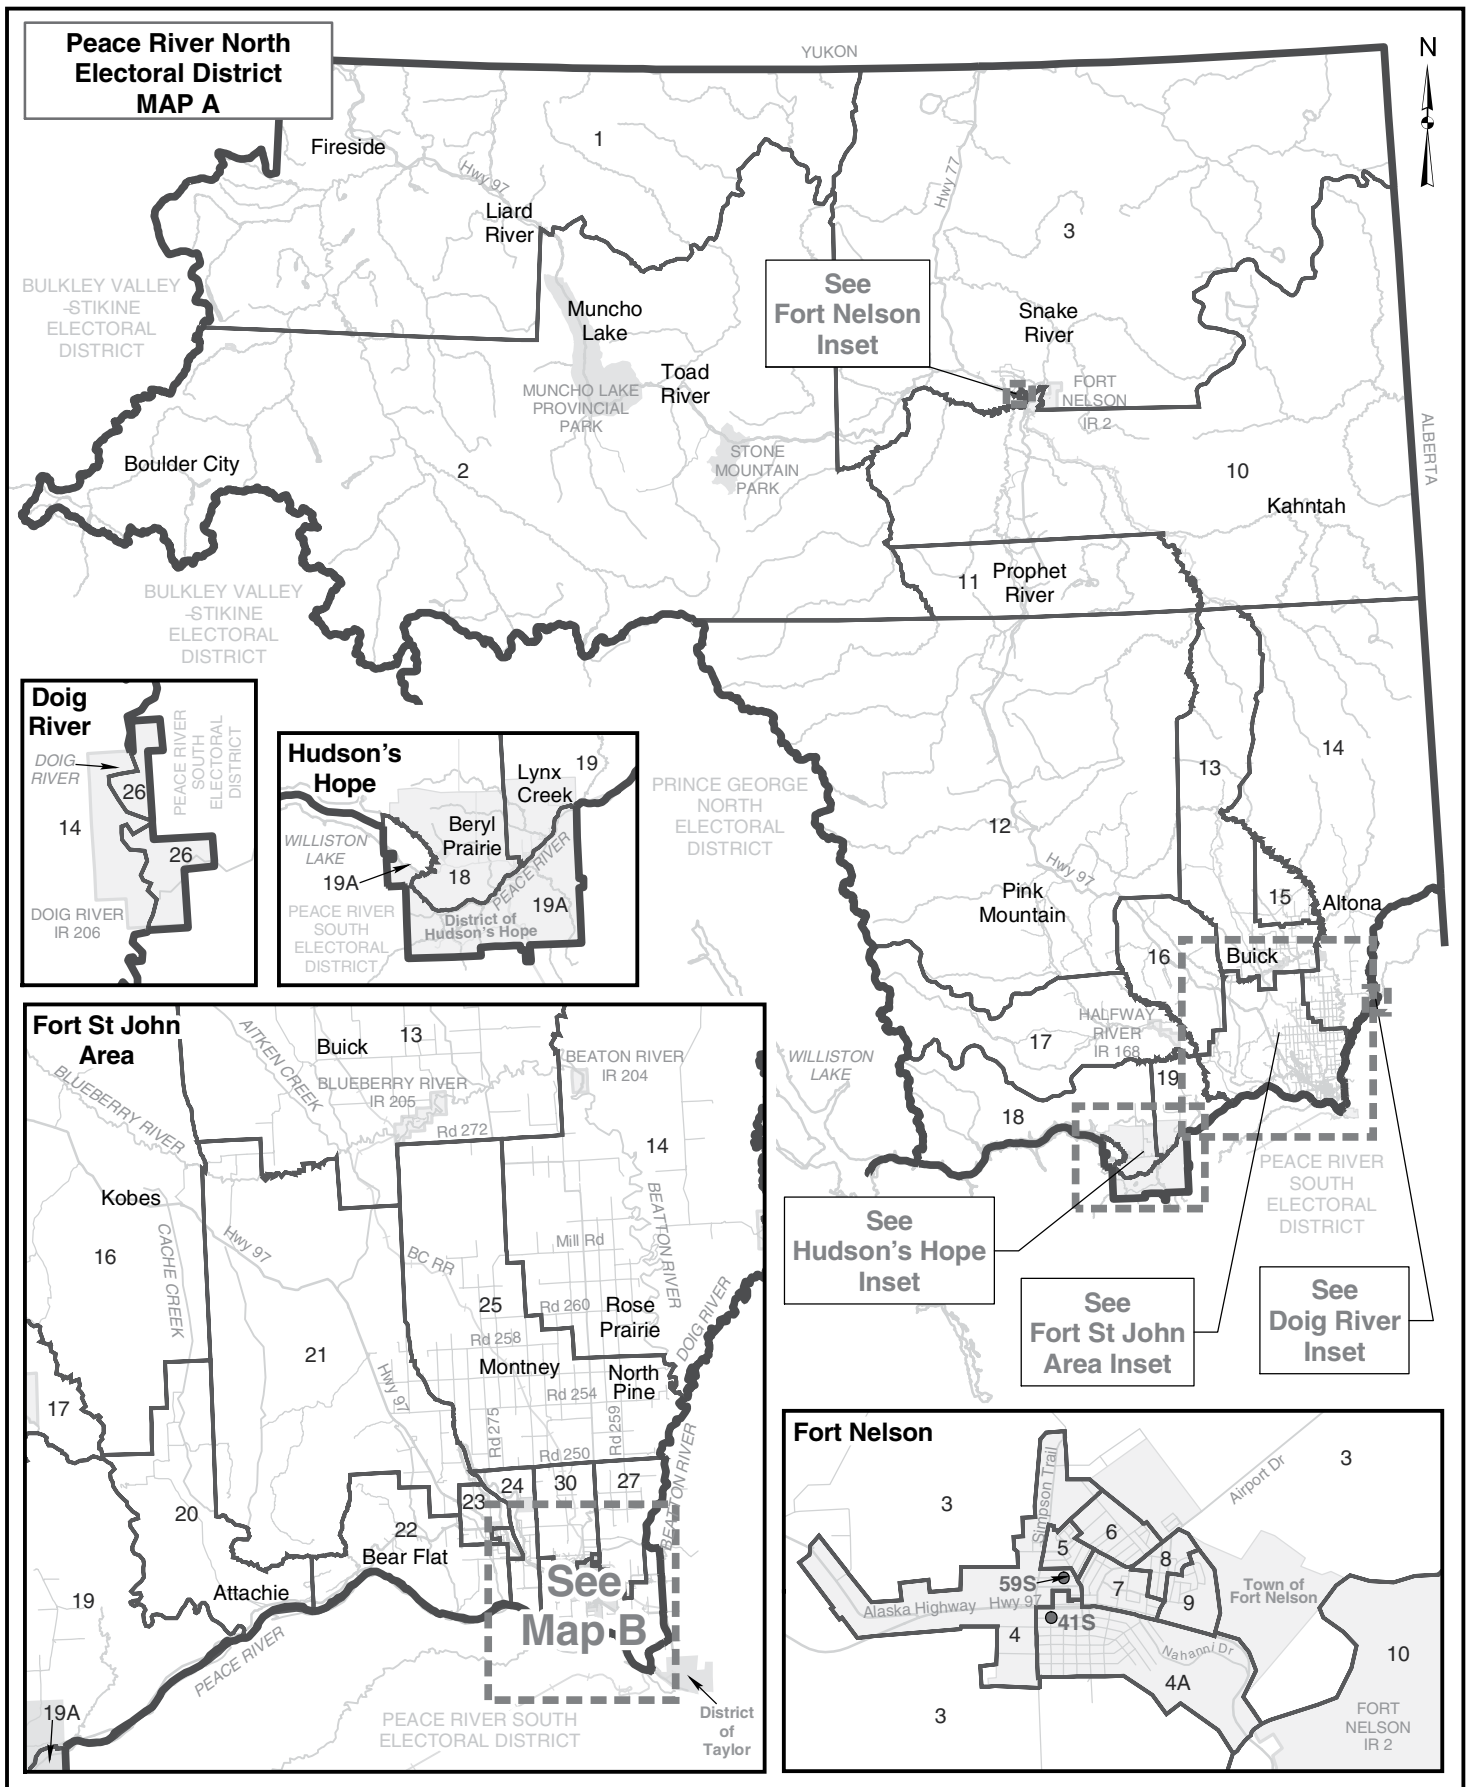 Peace River North
Electoral District
MAP A
YUKON
N
Fireside
1
Hwy 97
Hwy 77
Liard
River
3
BULKLEY VALLEY
-STIKINE
ELECTORAL
DISTRICT
See
Fort Nelson
Inset
Muncho
Lake
Snake
River
Toad
River
MUNCHO LAKE
PROVINCIAL
PARK
FORT
NELSON
IR 2
ALBERTA
Boulder City
2
STONE
MOUNTAIN
PARK
10
Kahntah
11
Prophet
River
BULKLEY VALLEY
-STIKINE
ELECTORAL
DISTRICT
Doig
River
DOIG
RIVER
PEACE RIVER
SOUTH
ELECTORAL
DISTRICT
26
14
26
DOIG RIVER
IR 206
Hudson's
Hope
19
Lynx
Creek
Beryl
Prairie
WILLISTON
LAKE
19A
18
PEACE RIVER
19A
PEACE RIVER
SOUTH
ELECTORAL
DISTRICT
District of
Hudson's Hope
PRINCE GEORGE
NORTH
ELECTORAL
DISTRICT
12
13
14
Hwy 97
Pink
Mountain
15
Altona
16
Buick
HALFWAY
RIVER
IR 168
17
WILLISTON
LAKE
19
18
PEACE RIVER
SOUTH
ELECTORAL
DISTRICT
See
Hudson's Hope
Inset
See
Fort St John
Area Inset
See
Doig River
Inset
Fort St John
Area
AITKEN CREEK
Buick
13
BEATON RIVER
IR 204
BLUEBERRY RIVER
BLUEBERRY RIVER
IR 205
Rd 272
14
Kobes
16
CACHE CREEK
Hwy 97
BC RR
Mill Rd
BEATTON RIVER
25
Rd 260
Rose
Prairie
DOIG RIVER
Rd 258
21
Montney
North
Pine
Hwy 97
Rd 254
17
Rd 275
Rd 259
Rd 250
BEATTON RIVER
24
30
27
23
20
22
Bear Flat
See
Map B
Attachie
19
PEACE RIVER
19A
PEACE RIVER SOUTH
ELECTORAL DISTRICT
District
of
Taylor
Fort Nelson
3
Simpson Trail
Airport Dr
3
6
5
8
59S
7
Hwy 97
Alaska Highway
9
41S
Town of
Fort Nelson
4
Nahanni Dr
10
4A
3
FORT
NELSON
IR 2